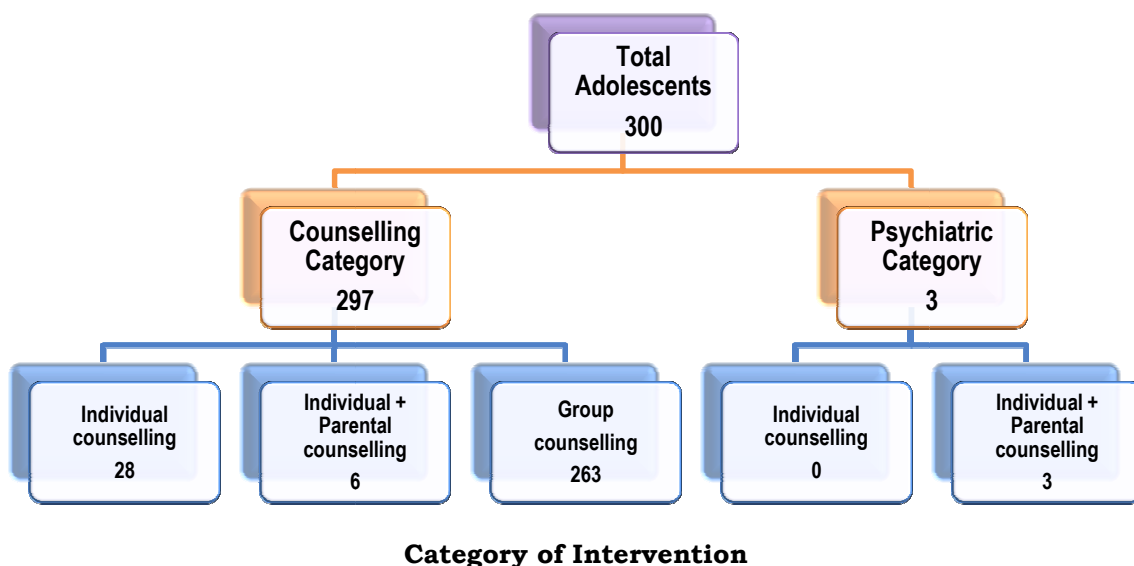 Total
Adolescents
300
Counselling
Category
297
Psychiatric
Category
3
Individual
counselling
28
Individual +
Parental
counselling
6
Group
counselling
263
Individual
counselling
0
Individual +
Parental
counselling
3
Category of Intervention